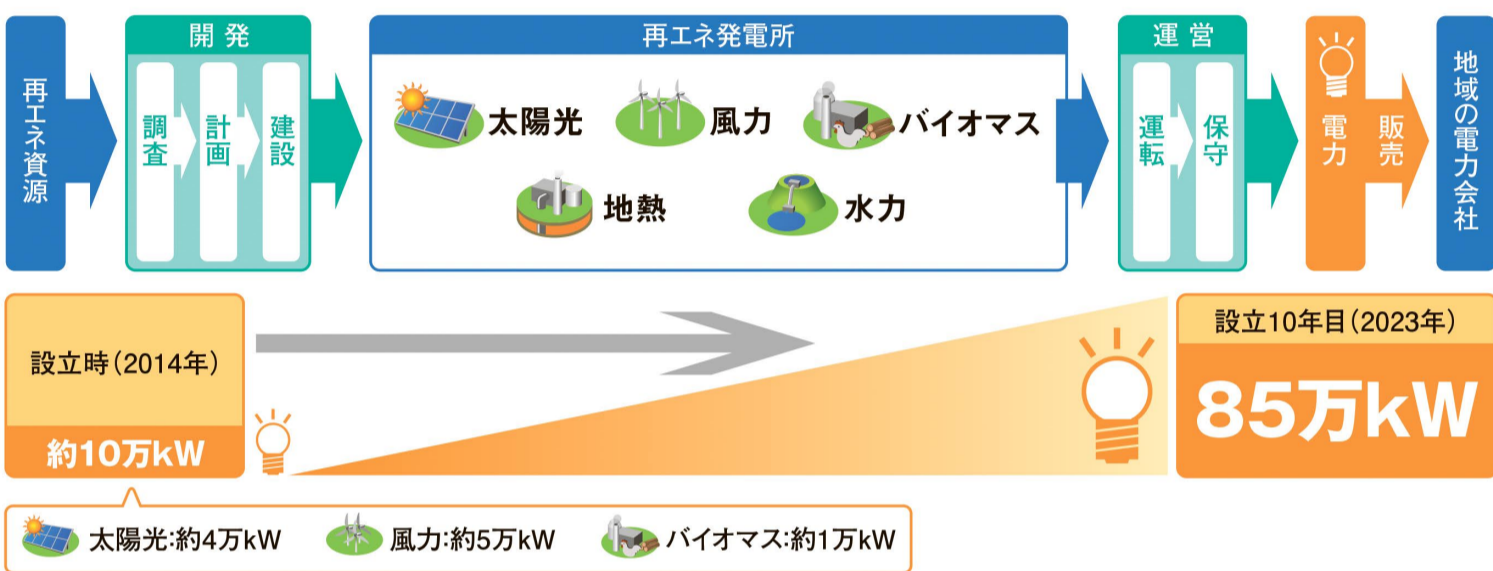 再エネ資源
開発
調査
計画
建設
再エネ発電所
太陽光
風力
バイオマス
地熱
水力
運営
運転
保守
電力
販売
地域の電力会社
設立時(2014年)
約10万kW
設立10年目(2023年)
85万kW
太陽光:約4万kW
風力:約5万kW
バイオマス:約1万kW